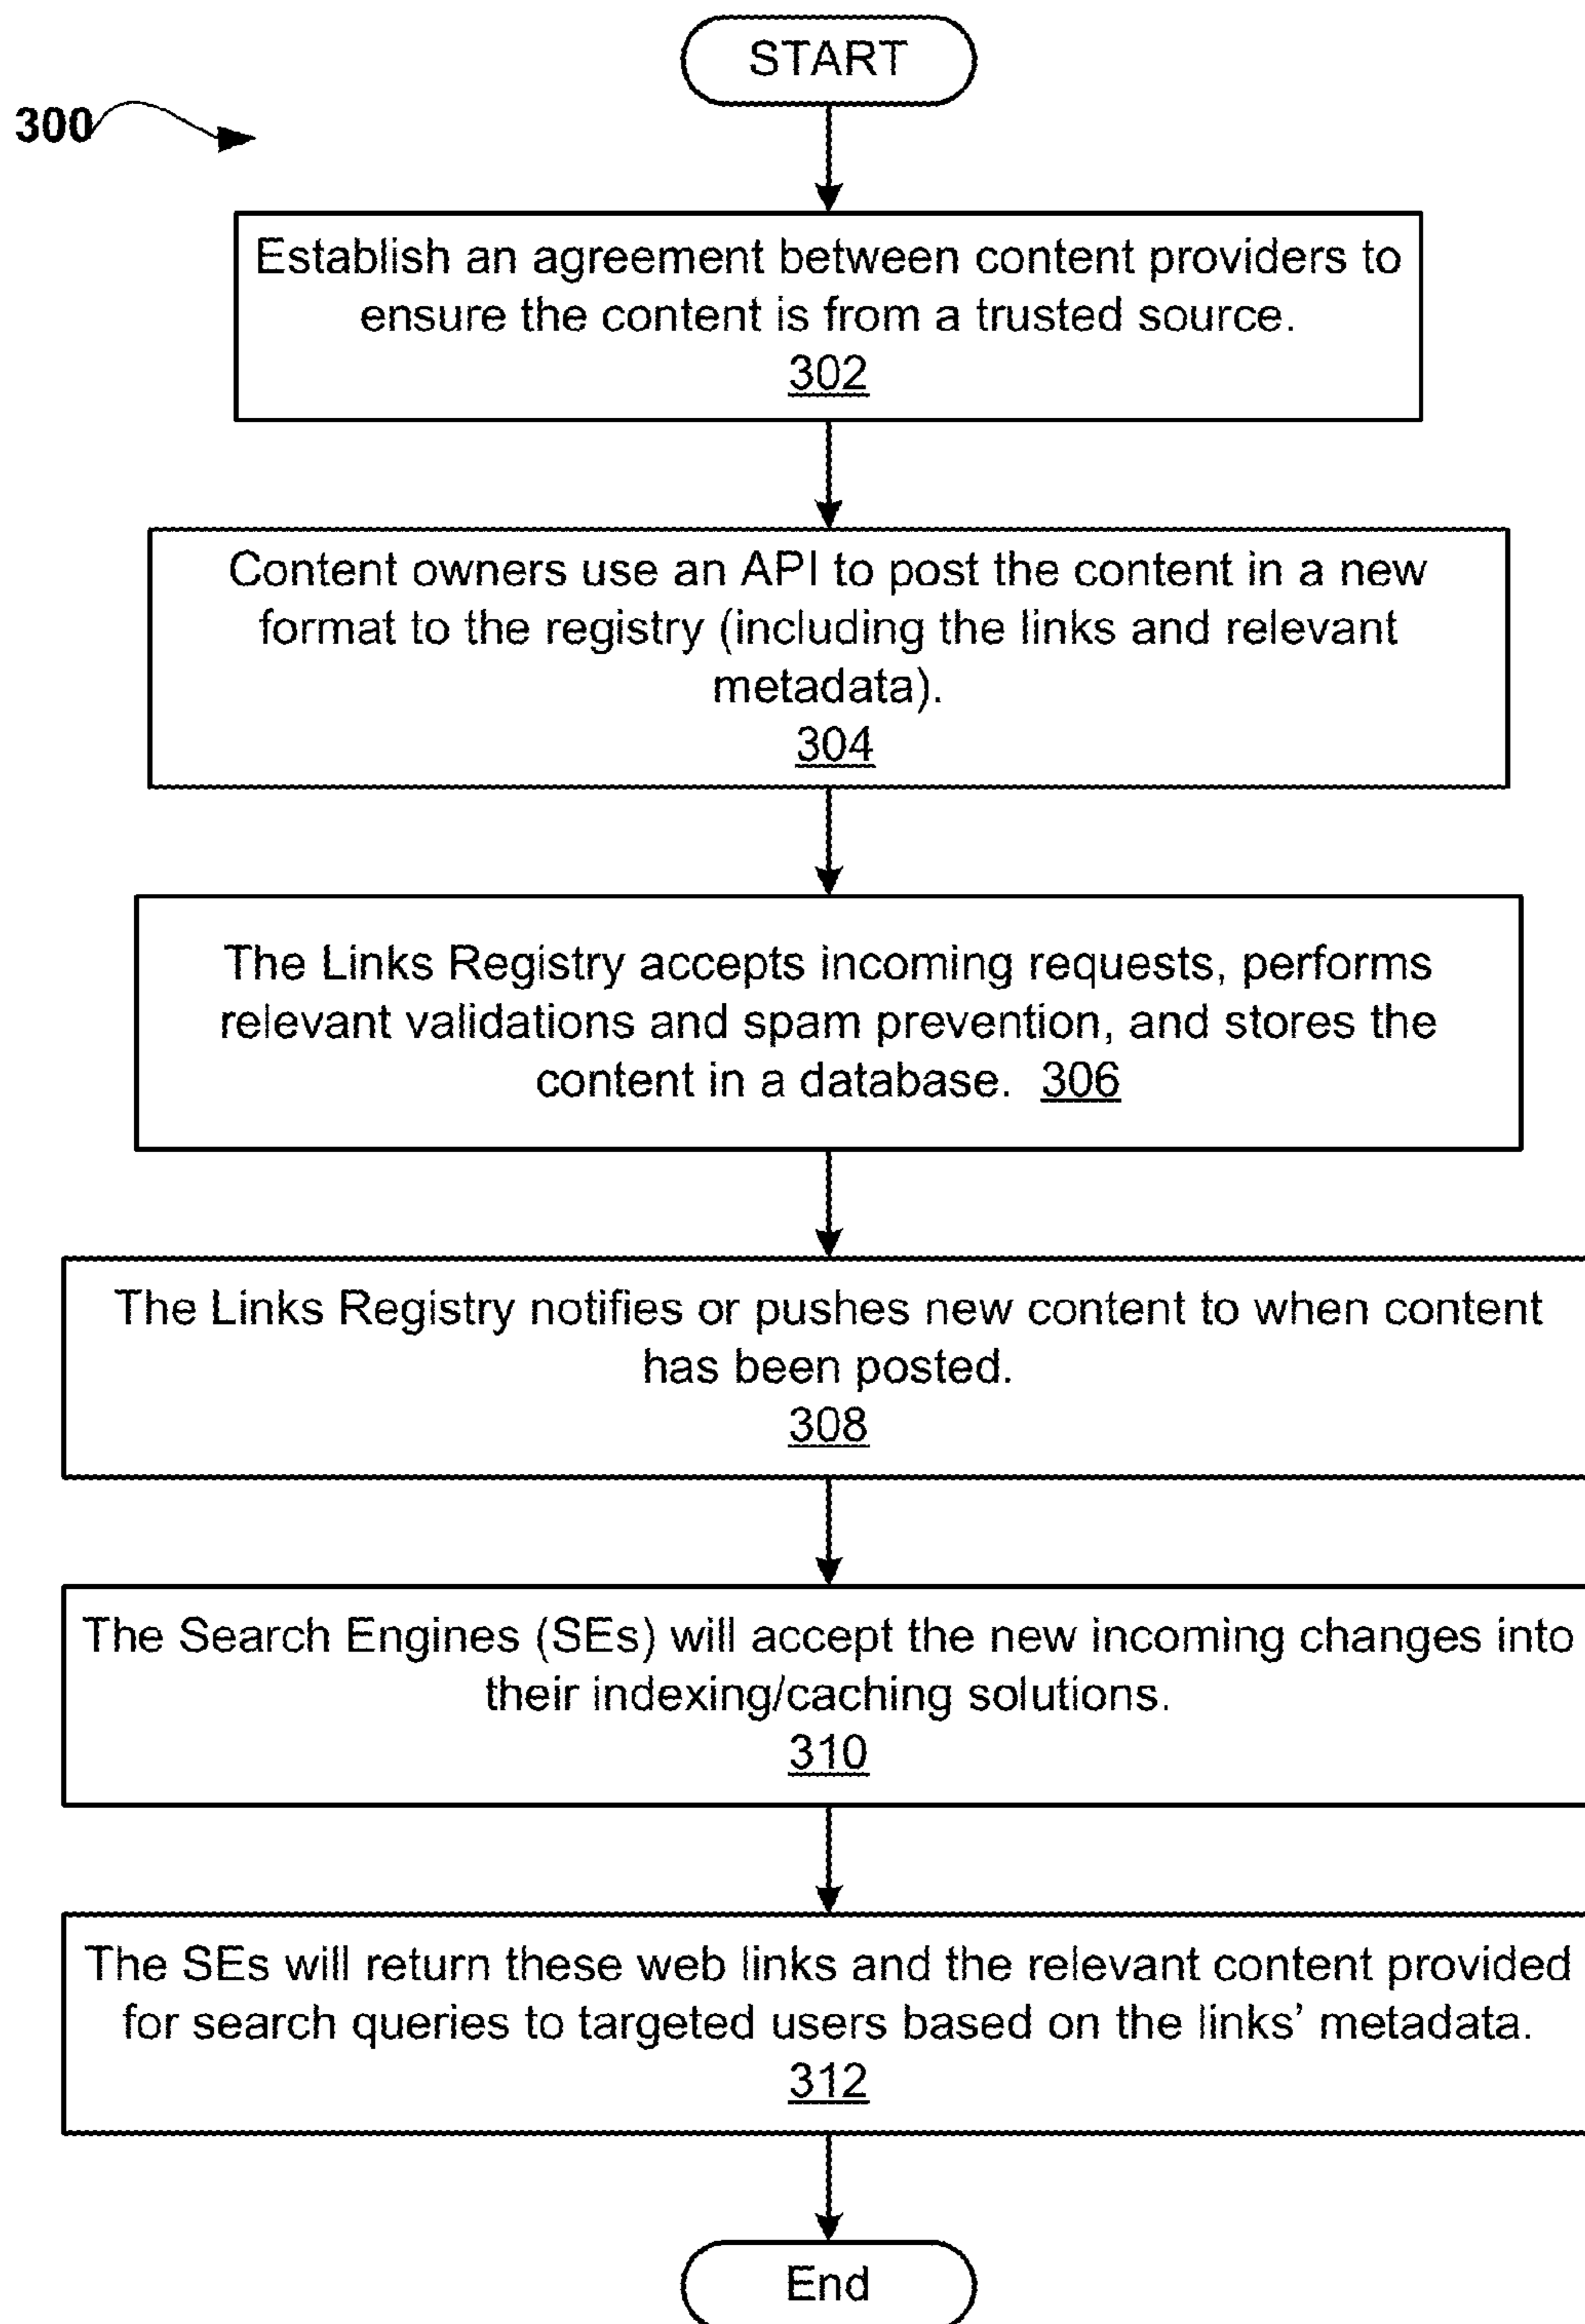 START
300
Establish an agreement between content providers to
ensure the content is from a trusted source.
302
Content owners use an API to post the content in a new
format to the registry (including the links and relevant
metadata).
304
The Links Registry accepts incoming requests, performs
relevant validations and spam prevention, and stores the
content in a database. 306
The Links Registry notifies or pushes new content to when content
has been posted.
308
The Search Engines (SEs) will accept the new incoming changes into
their indexing/caching solutions.
310
The SEs will return these web links and the relevant content provided
for search queries to targeted users based on the links’ metadata.
312
End